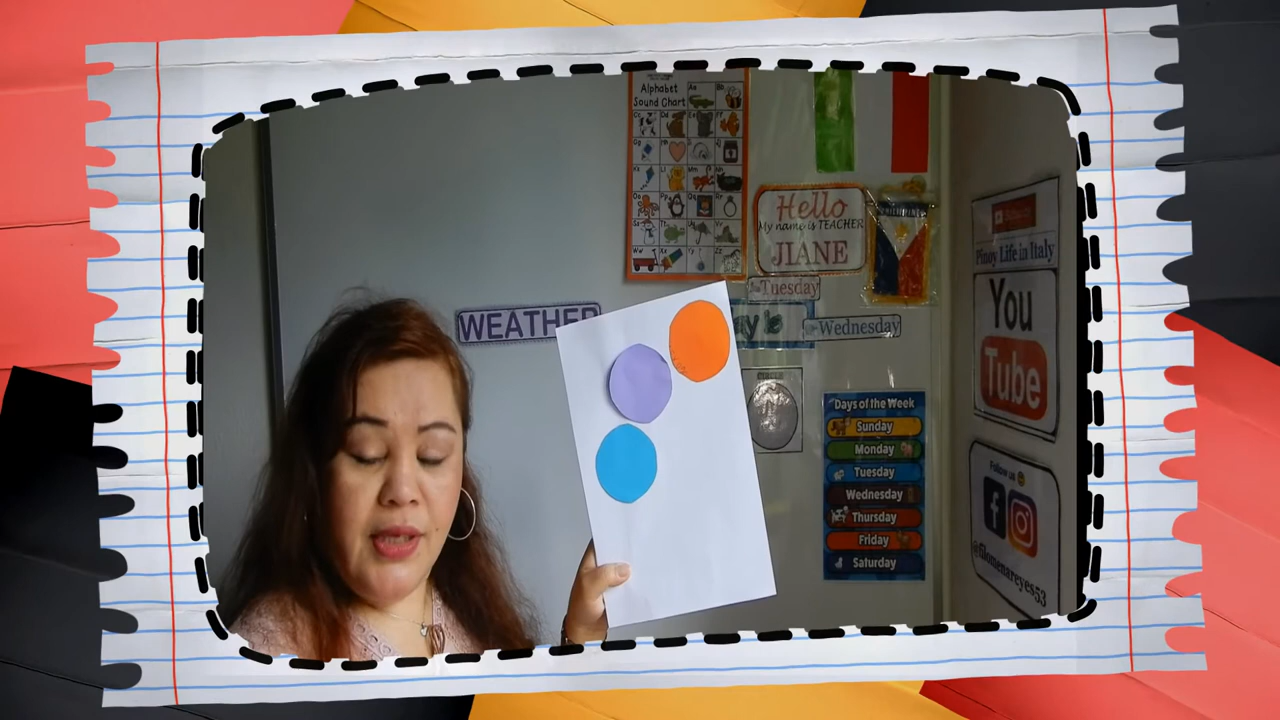 Alphabet
Sound Chart
Hello
My name is TEACHER
JIANE
Tuesday
WEATHER
Wednesday
Days of the Week
Sunday
Monday
Tuesday
Wednesday
Thursday
Friday
Saturday
Pinoy Life in Italy
You
Tube
Follow us
@filomenareyes53